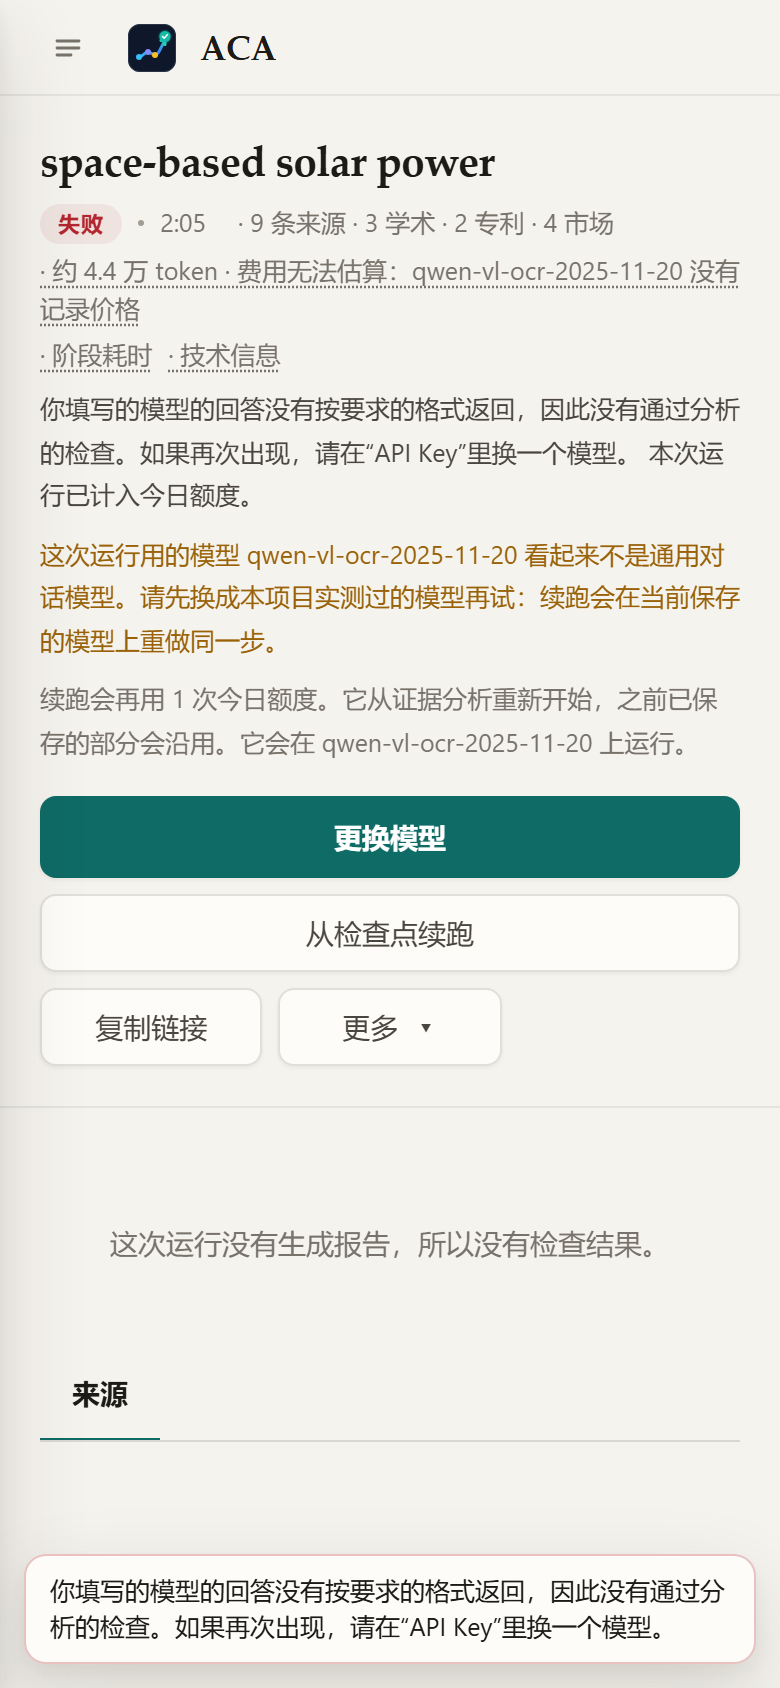 ACA
space-based solar power
失败 • 2:05 · 9 条来源 · 3 学术 · 2 专利 · 4 市场
· 约 4.4 万 token · 费用无法估算：qwen-vl-ocr-2025-11-20 没有
记录价格
· 阶段耗时 · 技术信息
你填写的模型的回答没有按要求的格式返回，因此没有通过分析
的检查。如果再次出现，请在“API Key”里换一个模型。 本次运
行已计入今日额度。
这次运行用的模型 qwen-vl-ocr-2025-11-20 看起来不是通用对
话模型。请先换成本项目实测过的模型再试：续跑会在当前保存
的模型上重做同一步。
续跑会再用 1 次今日额度。它从证据分析重新开始，之前已保
存的部分会沿用。它会在 qwen-vl-ocr-2025-11-20 上运行。
更换模型
从检查点续跑
复制链接
更多 ▼
这次运行没有生成报告，所以没有检查结果。
来源
你填写的模型的回答没有按要求的格式返回，因此没有通过分
析的检查。如果再次出现，请在“API Key”里换一个模型。